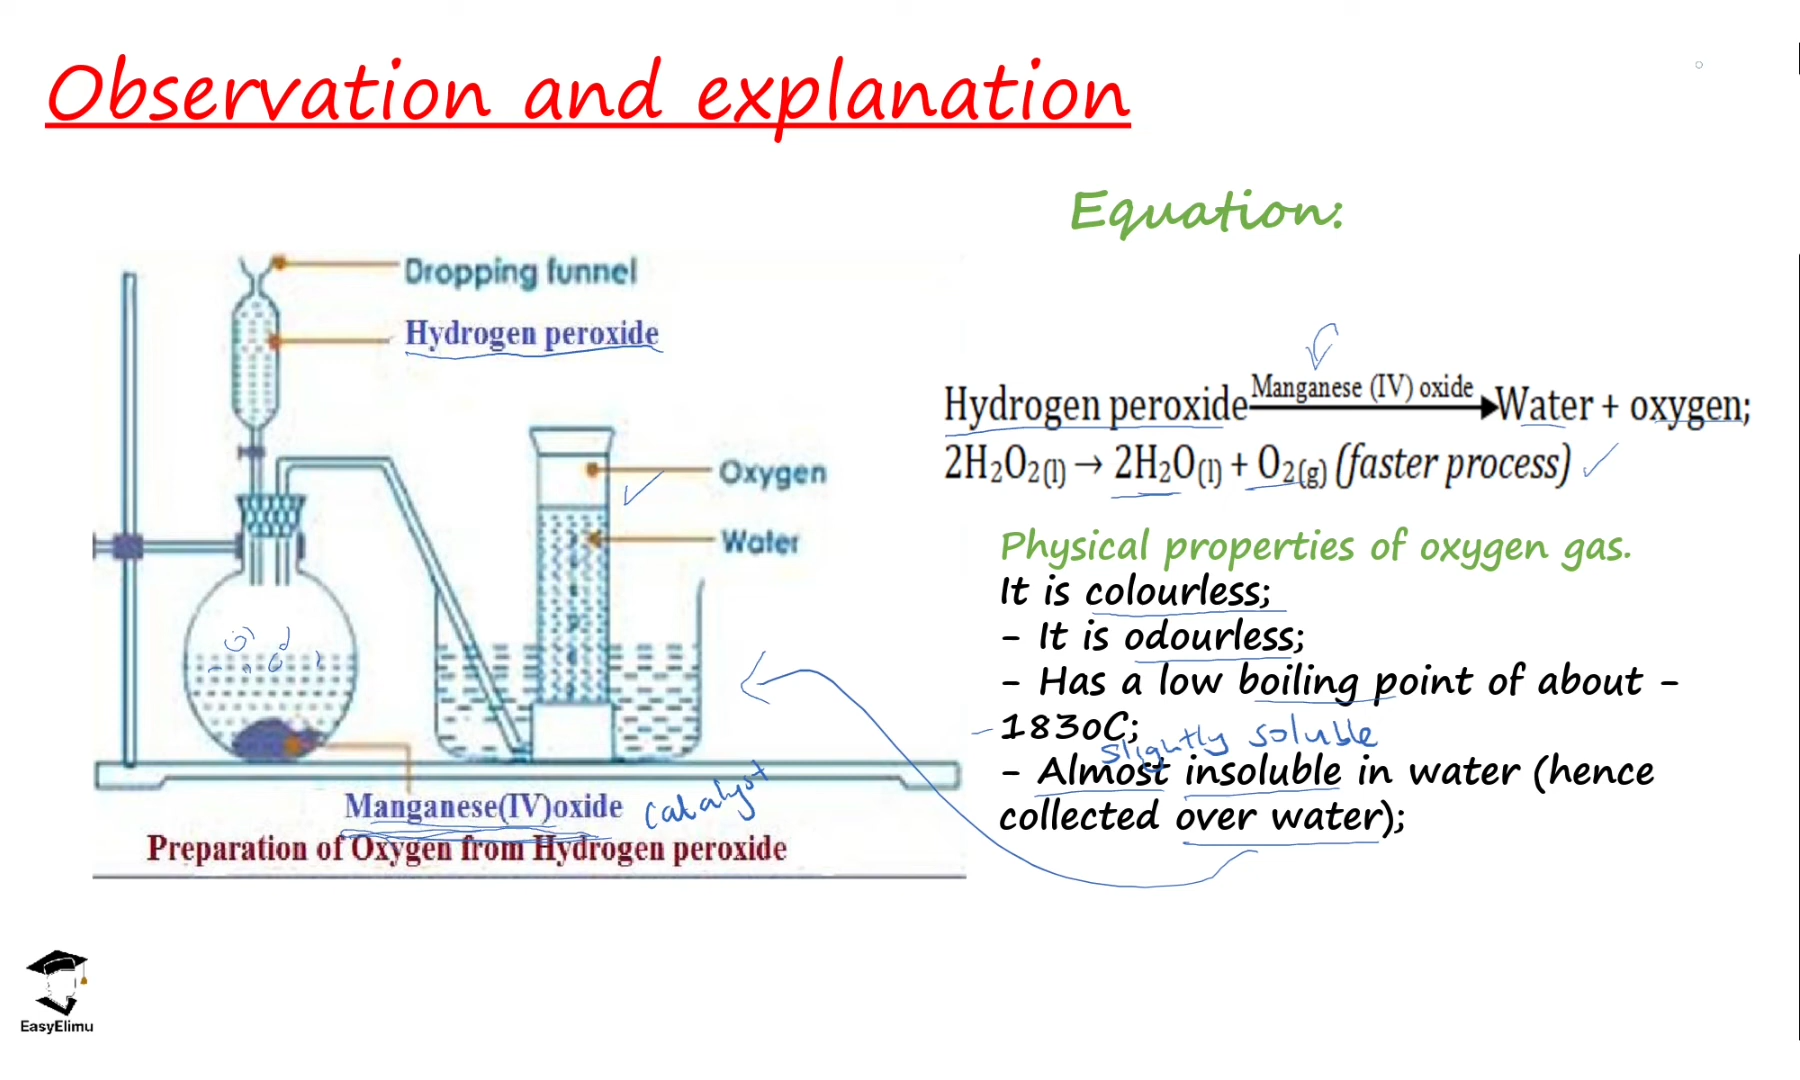 Observation and explanation
Equation:
Dropping funnel
Hydrogen peroxide
Oxygen
Water
Manganese(IV)oxide
catalyst
Preparation of Oxygen from Hydrogen peroxide
Manganese (IV) oxide
Hydrogen peroxide Water + oxygen;
2H₂O₂(l) → 2H₂O(l) + O₂(g) (faster process)
Physical properties of oxygen gas.
It is colourless;
- It is odourless;
- Has a low boiling point of about -
183oC;
slightly soluble
- Almost insoluble in water (hence
collected over water);
EasyElimu